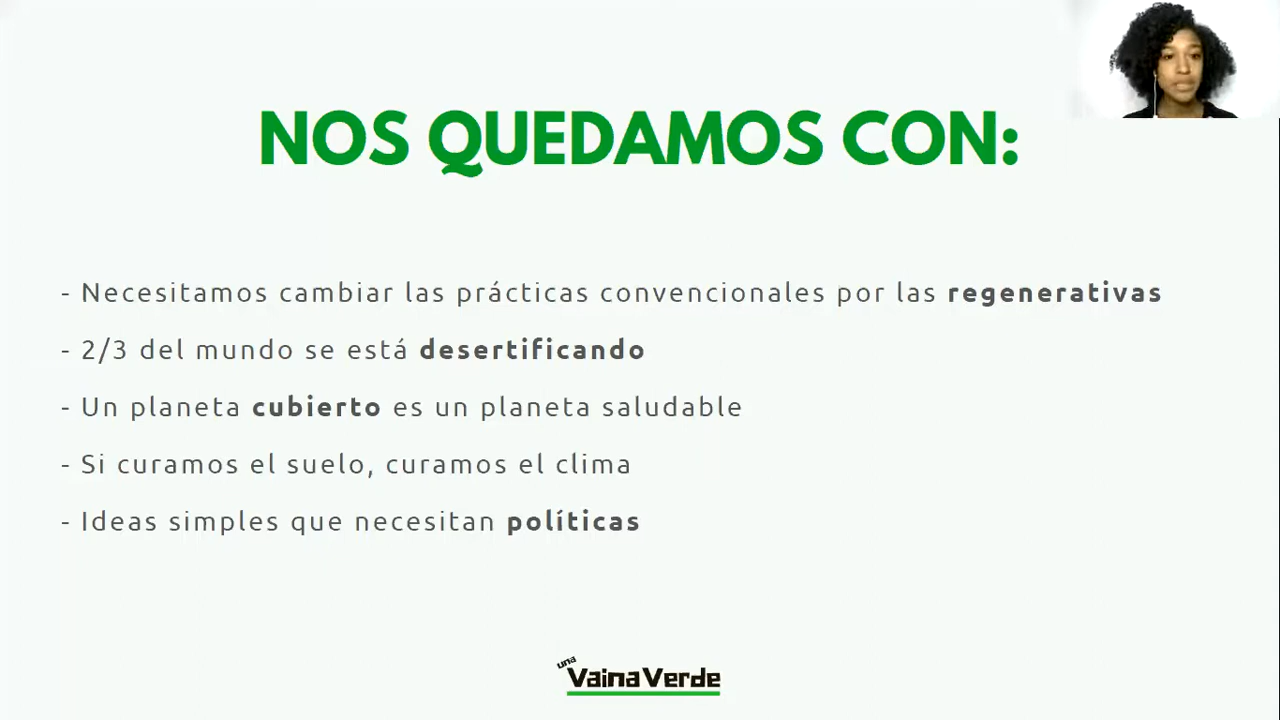 NOS QUEDAMOS CON:
- Necesitamos cambiar las prácticas convencionales por las regenerativas
- 2/3 del mundo se está desertificando
- Un planeta cubierto es un planeta saludable
- Si curamos el suelo, curamos el clima
- Ideas simples que necesitan políticas
una
VainaVerde